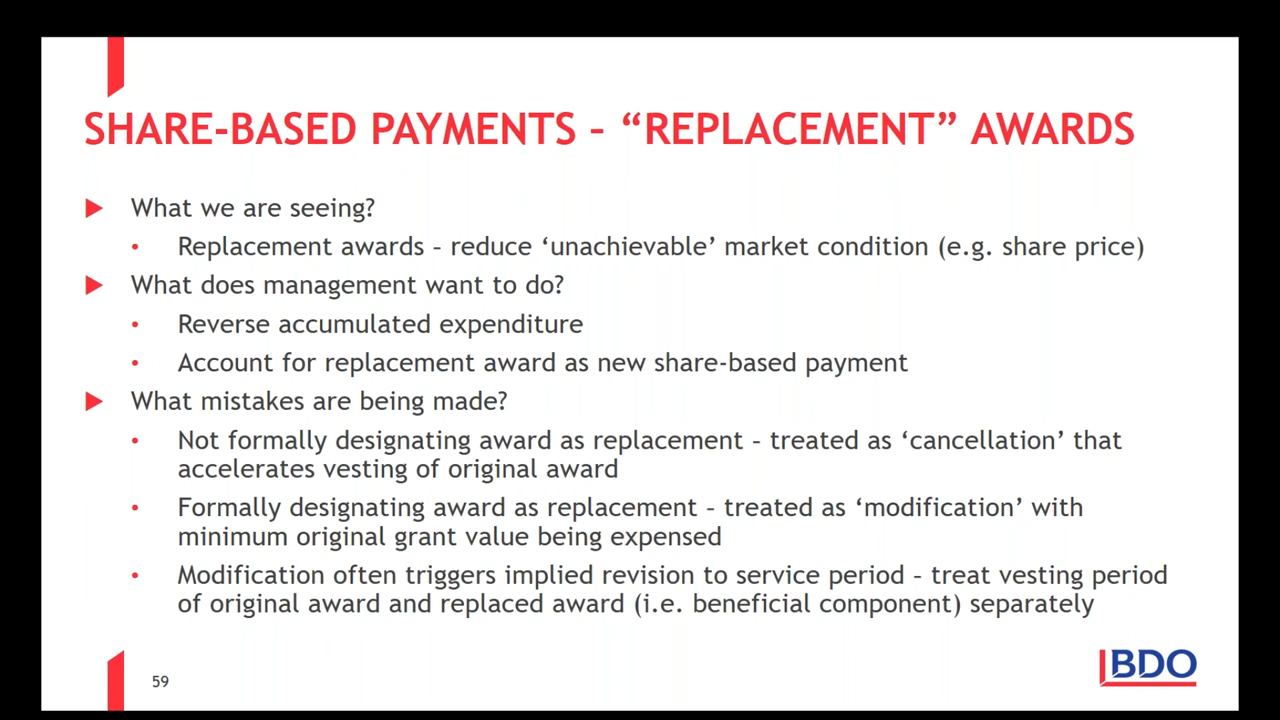 SHARE-BASED PAYMENTS – “REPLACEMENT” AWARDS
What we are seeing?
• Replacement awards – reduce ‘unachievable’ market condition (e.g. share price)
What does management want to do?
• Reverse accumulated expenditure
• Account for replacement award as new share-based payment
What mistakes are being made?
• Not formally designating award as replacement – treated as ‘cancellation’ that
accelerates vesting of original award
• Formally designating award as replacement – treated as ‘modification’ with
minimum original grant value being expensed
• Modification often triggers implied revision to service period – treat vesting period
of original award and replaced award (i.e. beneficial component) separately
59
BDO